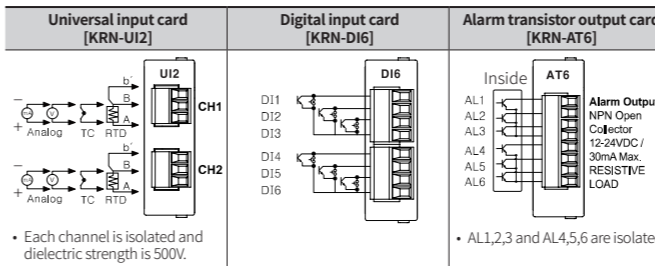 Universal input card
[KRN-UI2]
Digital input card
[KRN-DI6]
Alarm transistor output card
[KRN-AT6]
UI2
b´
B
A
CH1
mA
V
Analog
TC
RTD
b´
B
A
CH2
mA
V
Analog
TC
RTD
• Each channel is isolated and
dielectric strength is 500V.
DI6
DI1
DI2
DI3
DI4
DI5
DI6
Inside
AT6
AL1
AL2
AL3
AL4
AL5
AL6
Alarm Outpu
NPN Open
Collector
12-24VDC /
30mA Max.
RESISTIVE
LOAD
• AL1,2,3 and AL4,5,6 are isolate